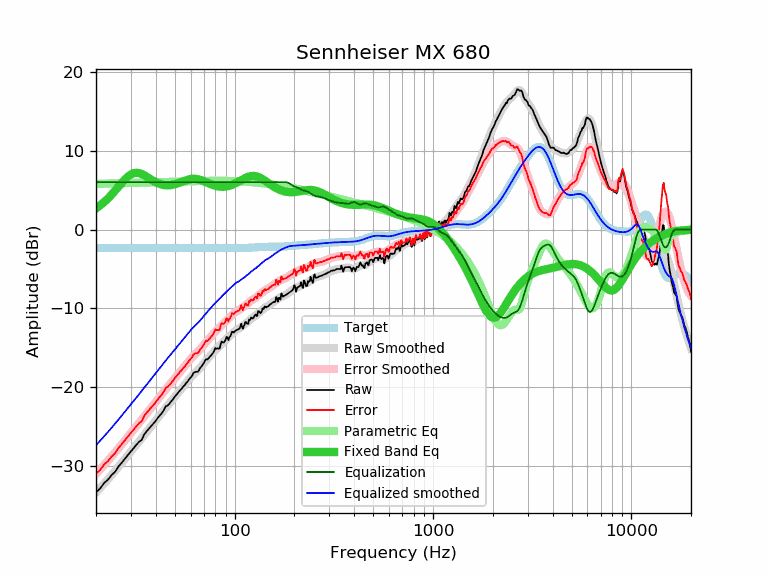 Sennheiser MX 680
20
10
0
−10
−20
−30
Amplitude (dBr)
Target
Raw Smoothed
Error Smoothed
Raw
Error
Parametric Eq
Fixed Band Eq
Equalization
Equalized smoothed
100 1000 10000
Frequency (Hz)